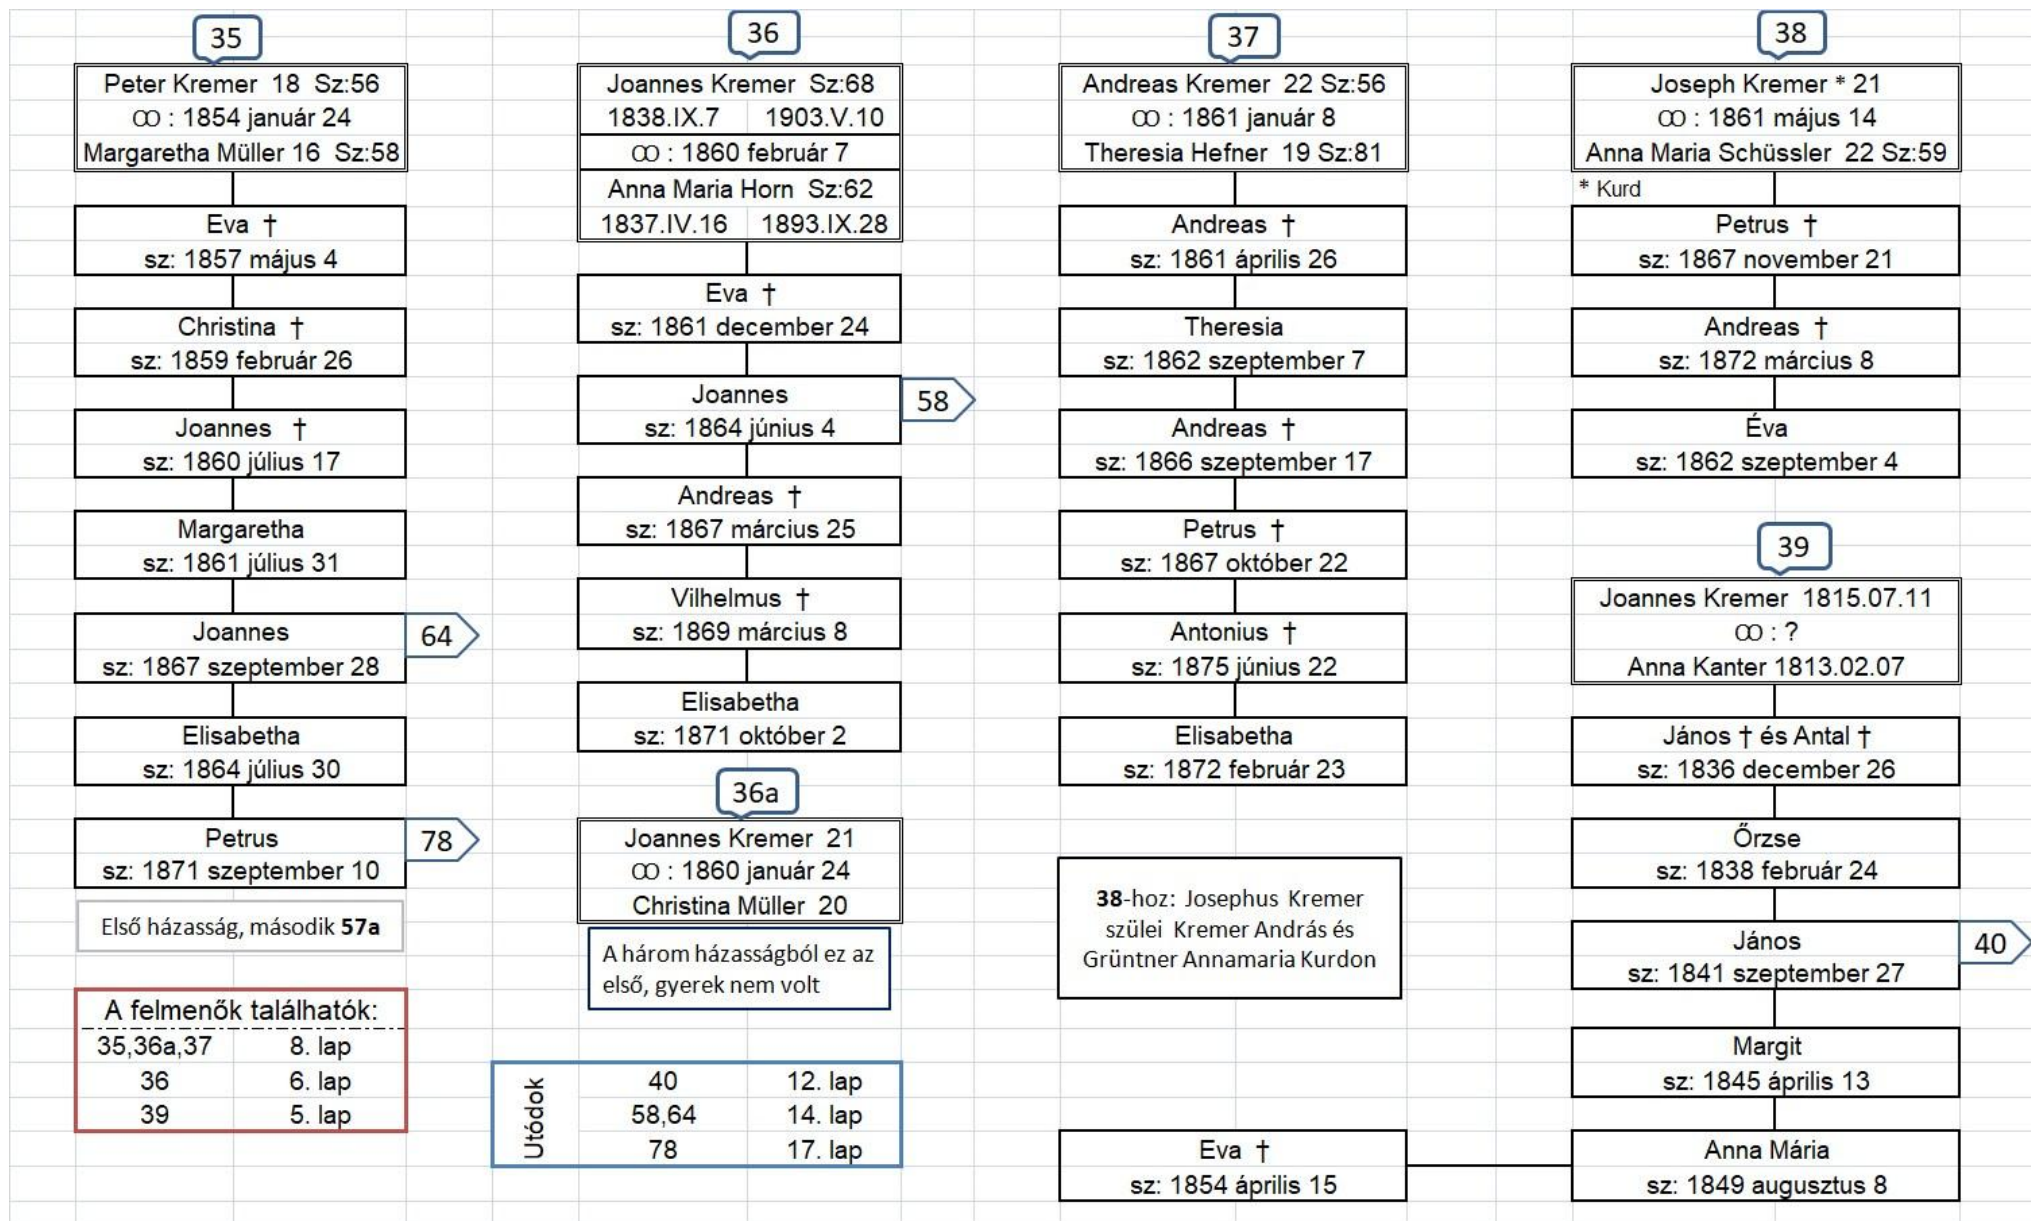 35
Peter Kremer 18 Sz:56
ꝏ : 1854 január 24
Margaretha Müller 16 Sz:58
Eva †
sz: 1857 május 4
Christina †
sz: 1859 február 26
Joannes †
sz: 1860 július 17
Margaretha
sz: 1861 július 31
Joannes
sz: 1867 szeptember 28
64
Elisabetha
sz: 1864 július 30
Petrus
sz: 1871 szeptember 10
78
Első házasság, második 57a
A felmenők találhatók:
35,36a,37 8. lap
36 6. lap
39 5. lap
36
Joannes Kremer Sz:68
1838.IX.7 1903.V.10
ꝏ : 1860 február 7
Anna Maria Horn Sz:62
1837.IV.16 1893.IX.28
Eva †
sz: 1861 december 24
Joannes
sz: 1864 június 4
58
Andreas †
sz: 1867 március 25
Vilhelmus †
sz: 1869 március 8
Elisabetha
sz: 1871 október 2
36a
Joannes Kremer 21
ꝏ : 1860 január 24
Christina Müller 20
A három házasságból ez az
első, gyerek nem volt
Utódok
40 12. lap
58,64 14. lap
78 17. lap
37
Andreas Kremer 22 Sz:56
ꝏ : 1861 január 8
Theresia Hefner 19 Sz:81
Andreas †
sz: 1861 április 26
Theresia
sz: 1862 szeptember 7
Andreas †
sz: 1866 szeptember 17
Petrus †
sz: 1867 október 22
Antonius †
sz: 1875 június 22
Elisabetha
sz: 1872 február 23
38-hoz: Josephus Kremer
szülei Kremer András és
Grüntner Annamaria Kurdon
38
Joseph Kremer * 21
ꝏ : 1861 május 14
Anna Maria Schüssler 22 Sz:59
* Kurd
Petrus †
sz: 1867 november 21
Andreas †
sz: 1872 március 8
Éva
sz: 1862 szeptember 4
39
Joannes Kremer 1815.07.11
ꝏ : ?
Anna Kanter 1813.02.07
János † és Antal †
sz: 1836 december 26
Őrzse
sz: 1838 február 24
János
sz: 1841 szeptember 27
40
Margit
sz: 1845 április 13
Anna Mária
sz: 1849 augusztus 8
Eva †
sz: 1854 április 15